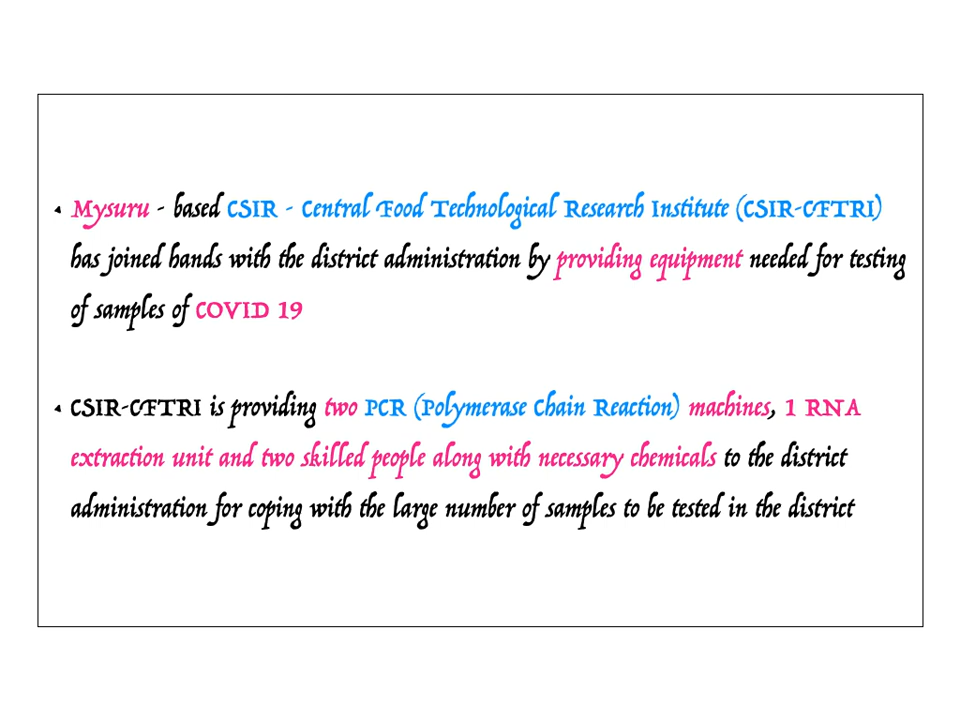 • Mysuru - based CSIR - Central Food Technological Research Institute (CSIR-CFTRI)
has joined hands with the district administration by providing equipment needed for testing
of samples of COVID 19
• CSIR-CFTRI is providing two PCR (Polymerase Chain Reaction) machines, 1 RNA
extraction unit and two skilled people along with necessary chemicals to the district
administration for coping with the large number of samples to be tested in the district